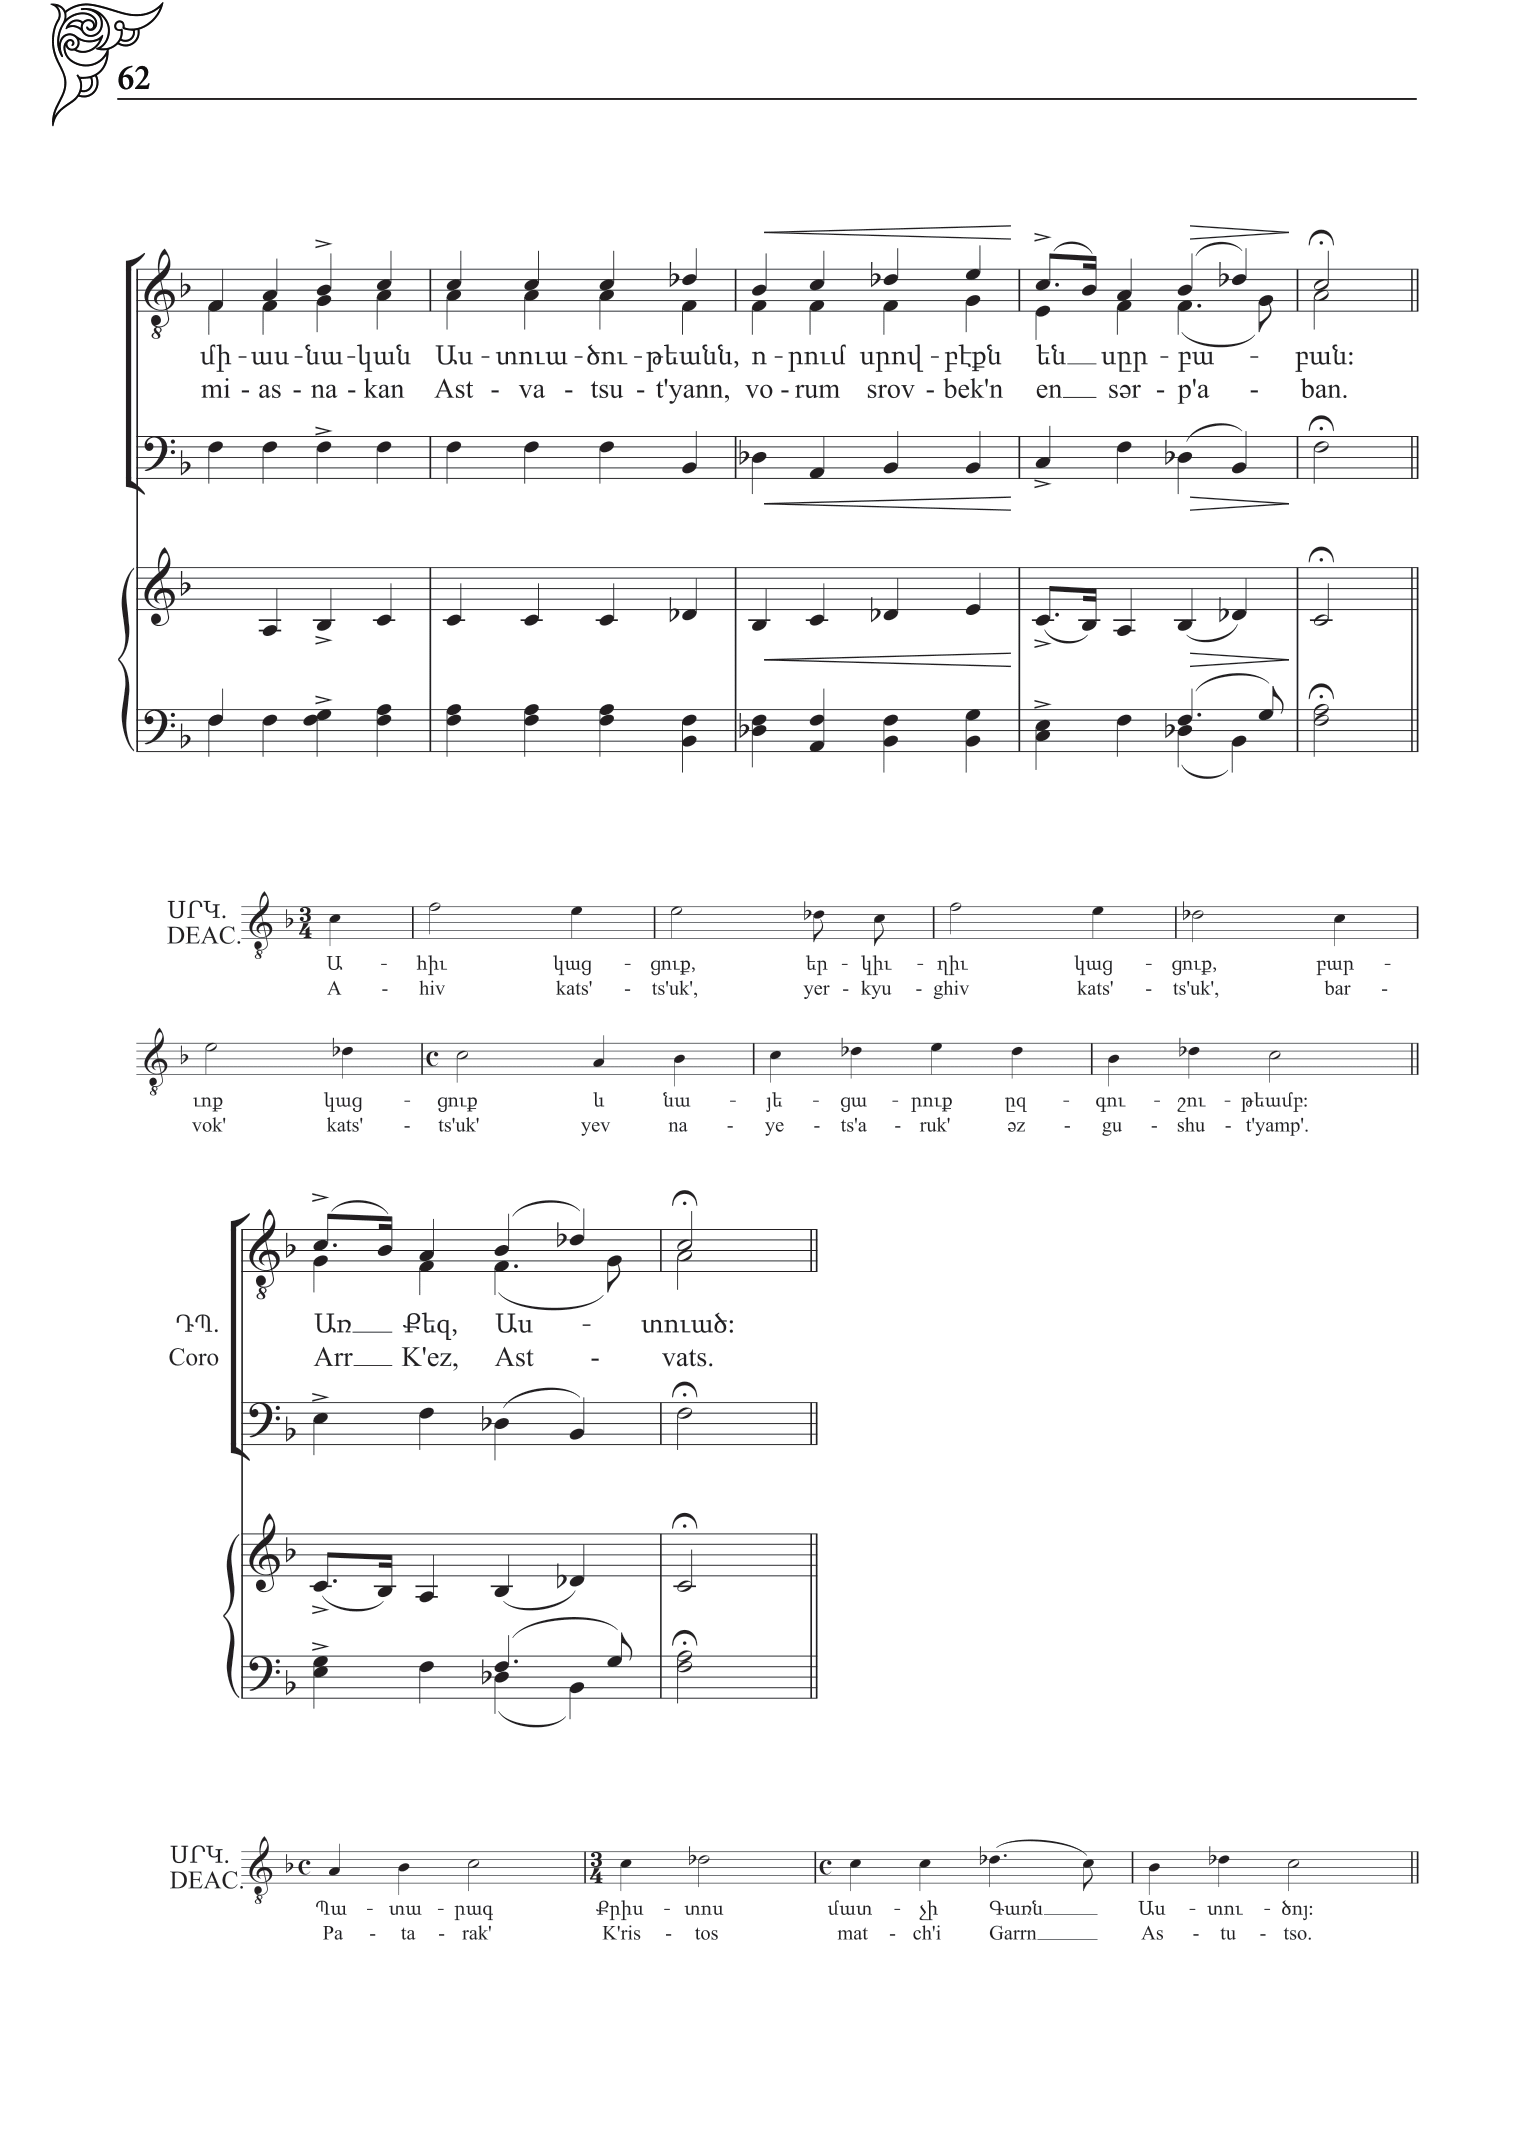 62
մի - աս - նա - կան Աս - տուա - ծու - թեանն, ո - րում սրով - բէքն են սըր - բա - բան:
mi - as - na - kan Ast - va - tsu - t'yann, vo - rum srov - bek'n en sər - p'a - ban.
ՍՐԿ.
DEAC.
Ա - հիւ կաց - ցուք, եր - կիւ - ղիւ կաց - ցուք, բար -
A - hiv kats' - ts'uk', yer - kyu - ghiv kats' - ts'uk', bar -
ւոք կաց - ցուք և նա - յե - ցա - րուք ըզ - գու - շու - թեամբ:
vok' kats' - ts'uk' yev na - ye - ts'a - ruk' əz - gu - shu - t'yamp'.
ԴՊ. Առ Քեզ, Աս - տուած:
Coro Arr K'ez, Ast - vats.
ՍՐԿ.
DEAC.
Պա - տա - րագ Քրիս - տոս մատ - չի Գառն Աս - տու - ծոյ:
Pa - ta - rak' K'ris - tos mat - ch'i Garrn As - tu - tso.